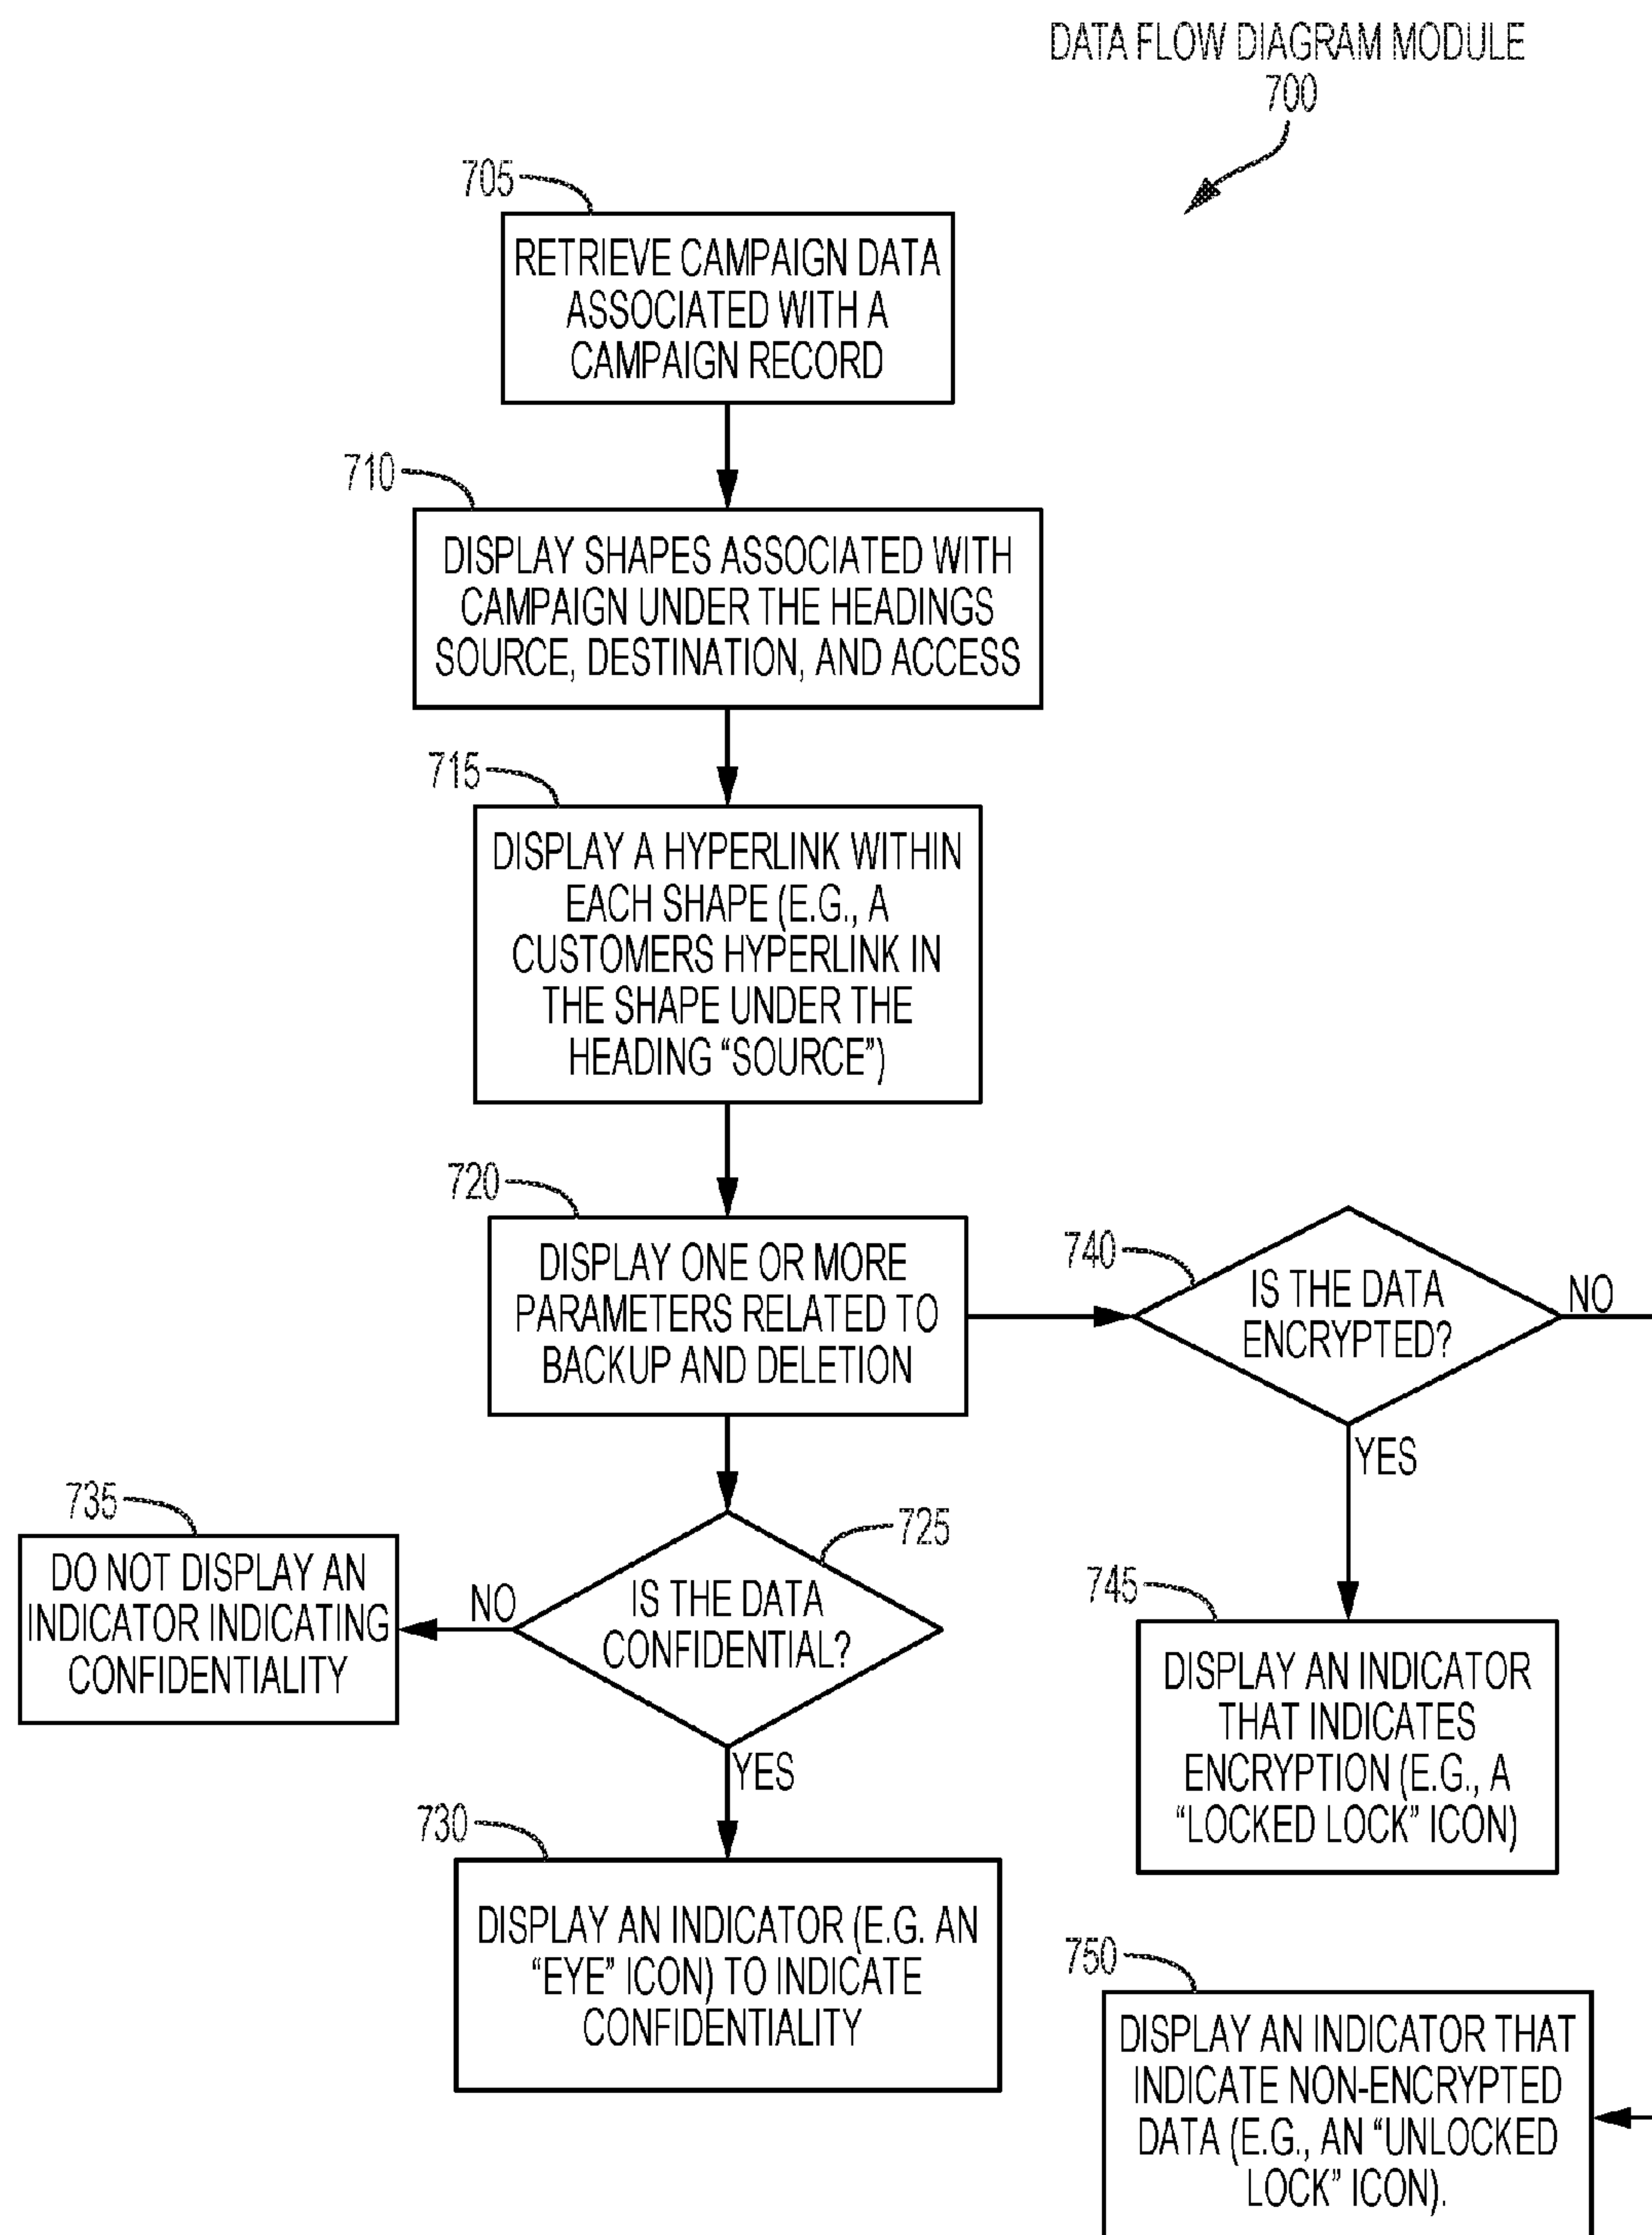 DATA FLOW DIAGRAM MODULE
700
705
RETRIEVE CAMPAIGN DATA
ASSOCIATED WITH A
CAMPAIGN RECORD
710
DISPLAY SHAPES ASSOCIATED WITH
CAMPAIGN UNDER THE HEADINGS
SOURCE, DESTINATION, AND ACCESS
715
DISPLAY A HYPERLINK WITHIN
EACH SHAPE (E.G., A
CUSTOMERS HYPERLINK IN
THE SHAPE UNDER THE
HEADING “SOURCE”)
720
DISPLAY ONE OR MORE
PARAMETERS RELATED TO
BACKUP AND DELETION
740
IS THE DATA
ENCRYPTED?
NO
YES
735
DO NOT DISPLAY AN
INDICATOR INDICATING
CONFIDENTIALITY
NO
725
IS THE DATA
CONFIDENTIAL?
YES
745
DISPLAY AN INDICATOR
THAT INDICATES
ENCRYPTION (E.G., A
“LOCKED LOCK” ICON)
730
DISPLAY AN INDICATOR (E.G. AN
“EYE” ICON) TO INDICATE
CONFIDENTIALITY
750
DISPLAY AN INDICATOR THAT
INDICATE NON-ENCRYPTED
DATA (E.G., AN “UNLOCKED
LOCK” ICON).